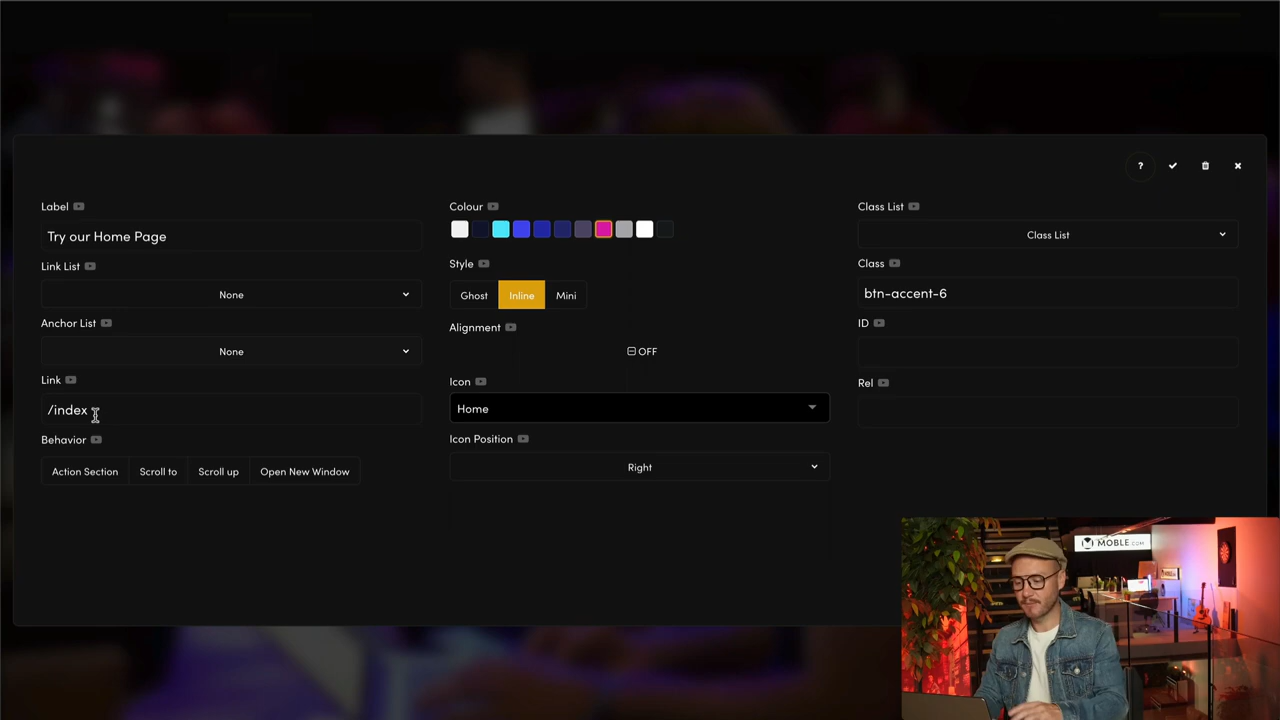 ?
Label
Try our Home Page
Link List
None
Anchor List
None
Link
/index
Behavior
Action Section
Scroll to
Scroll up
Open New Window
Colour
Style
Ghost
Inline
Mini
Alignment
OFF
Icon
Home
Icon Position
Right
Class List
Class List
Class
btn-accent-6
ID
Rel
MOBLE.COM